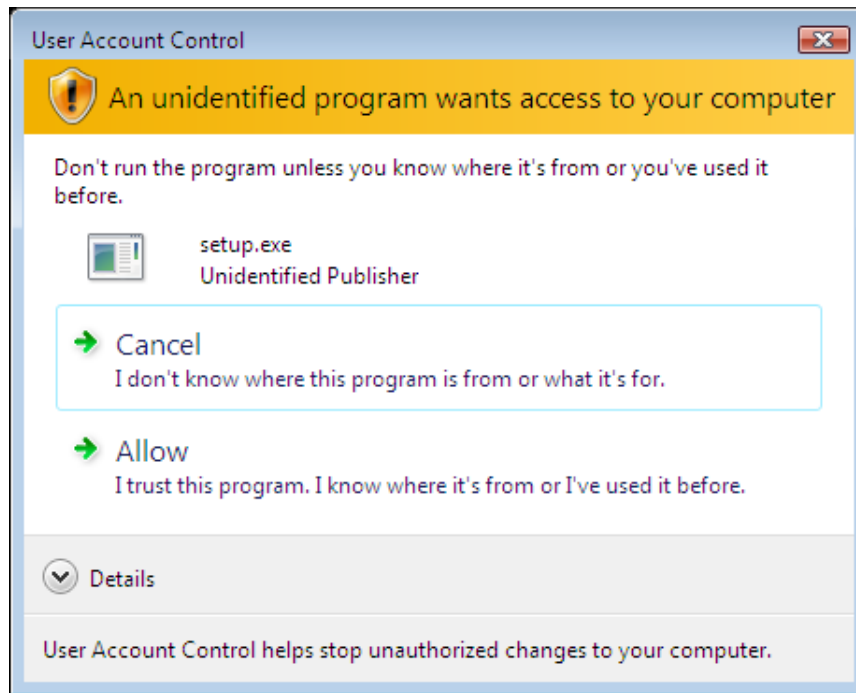 User Account Control
An unidentified program wants access to your computer
Don't run the program unless you know where it's from or you've used it
before.
setup.exe
Unidentified Publisher
Cancel
I don't know where this program is from or what it's for.
Allow
I trust this program. I know where it's from or I've used it before.
Details
User Account Control helps stop unauthorized changes to your computer.